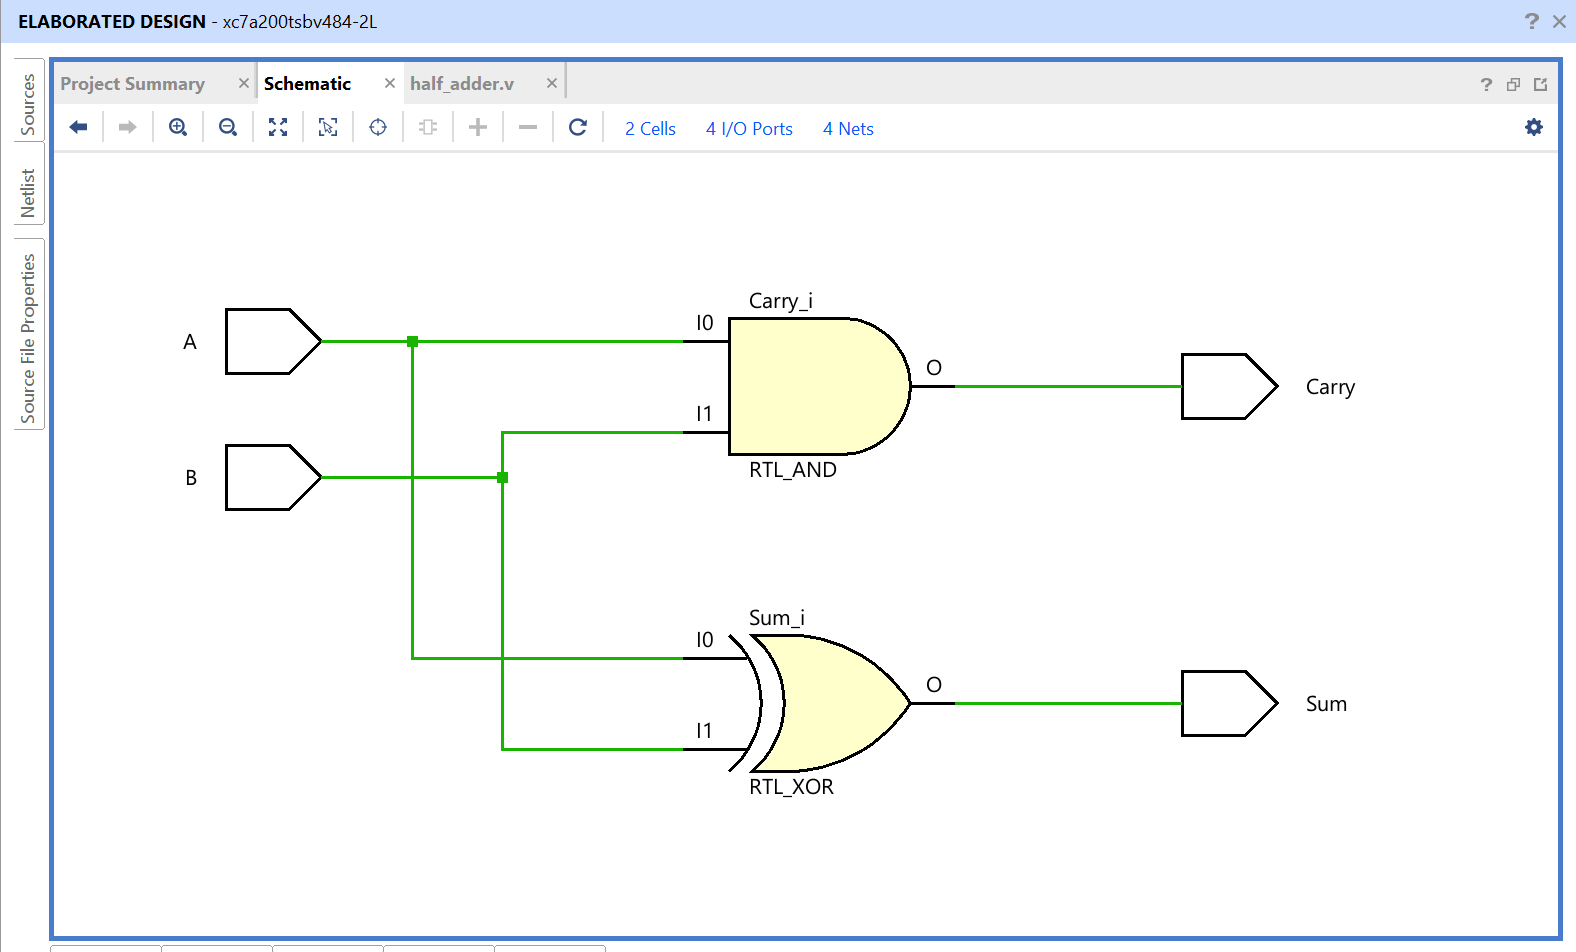 ELABORATED DESIGN - xc7a200tsbv484-2L
Sources
Netlist
Source File Properties
Project Summary
Schematic
half_adder.v
2 Cells
4 I/O Ports
4 Nets
A
B
Carry_i
I0
I1
O
RTL_AND
Carry
Sum_i
I0
I1
O
RTL_XOR
Sum